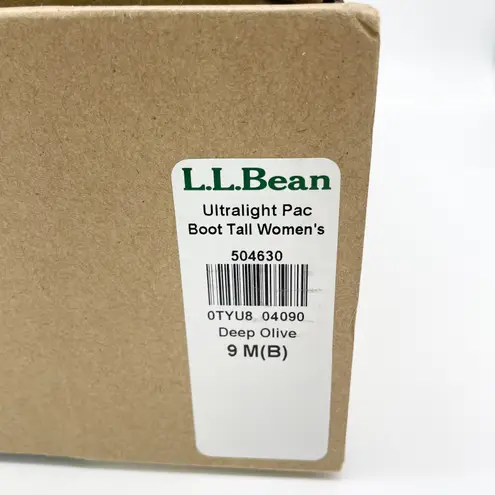 L.L.Bean
Ultralight Pac
Boot Tall Women's
504630
0TYU8 04090
Deep Olive
9 M(B)